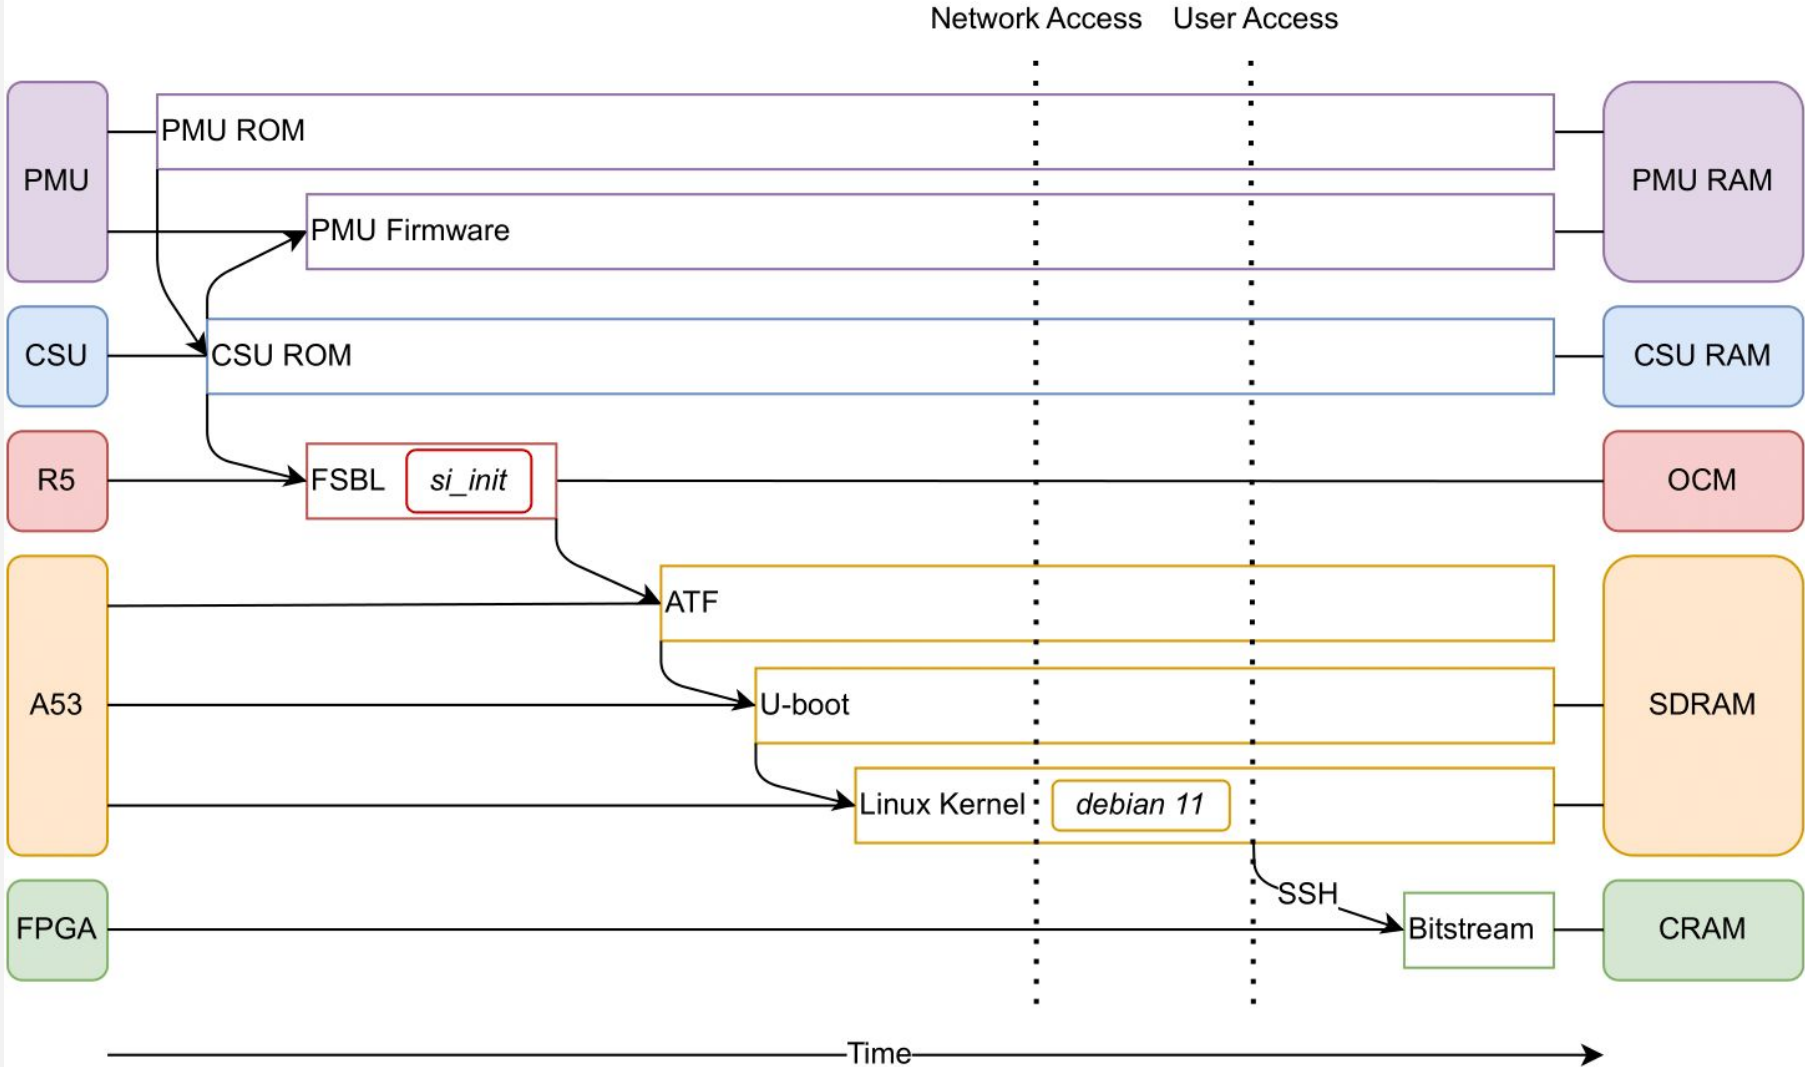 Network Access
User Access
PMU
PMU ROM
PMU RAM
PMU Firmware
CSU
CSU ROM
CSU RAM
R5
FSBL
si_init
OCM
ATF
A53
U-boot
SDRAM
Linux Kernel
debian 11
SSH
FPGA
Bitstream
CRAM
Time